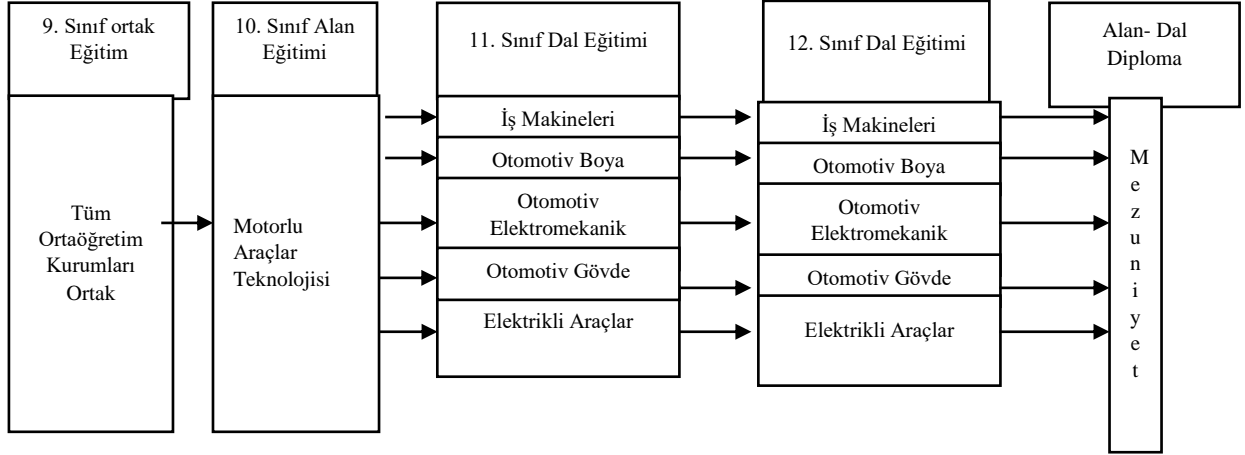 9. Sınıf ortak
Eğitim
10. Sınıf Alan
Eğitimi
11. Sınıf Dal Eğitimi
12. Sınıf Dal Eğitimi
Alan- Dal
Diploma
Tüm
Ortaöğretim
Kurumları
Ortak
Motorlu
Araçlar
Teknolojisi
İş Makineleri
Otomotiv Boya
Otomotiv
Elektromekanik
Otomotiv Gövde
Elektrikli Araçlar
İş Makineleri
Otomotiv Boya
Otomotiv
Elektromekanik
Otomotiv Gövde
Elektrikli Araçlar
M
e
z
u
n
i
y
e
t